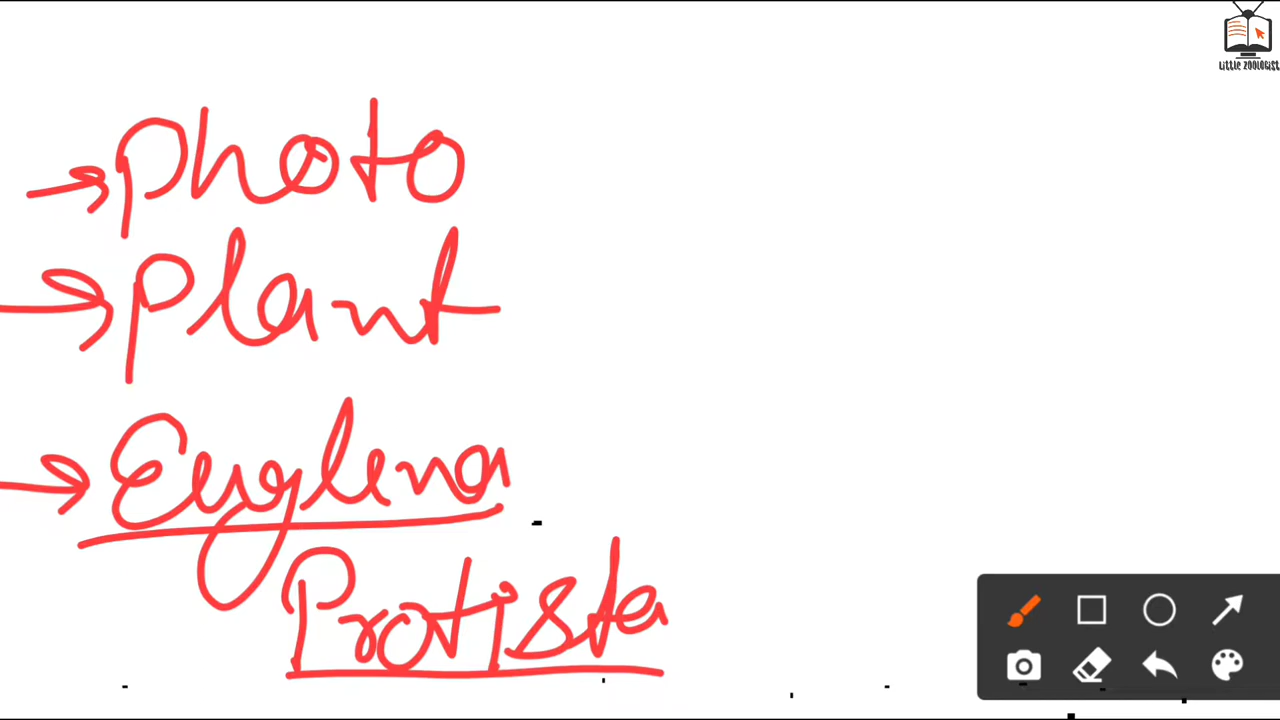 LITTLE ZOOLOGIST
→ Photo
→ Plant
→ Euglena
Protista